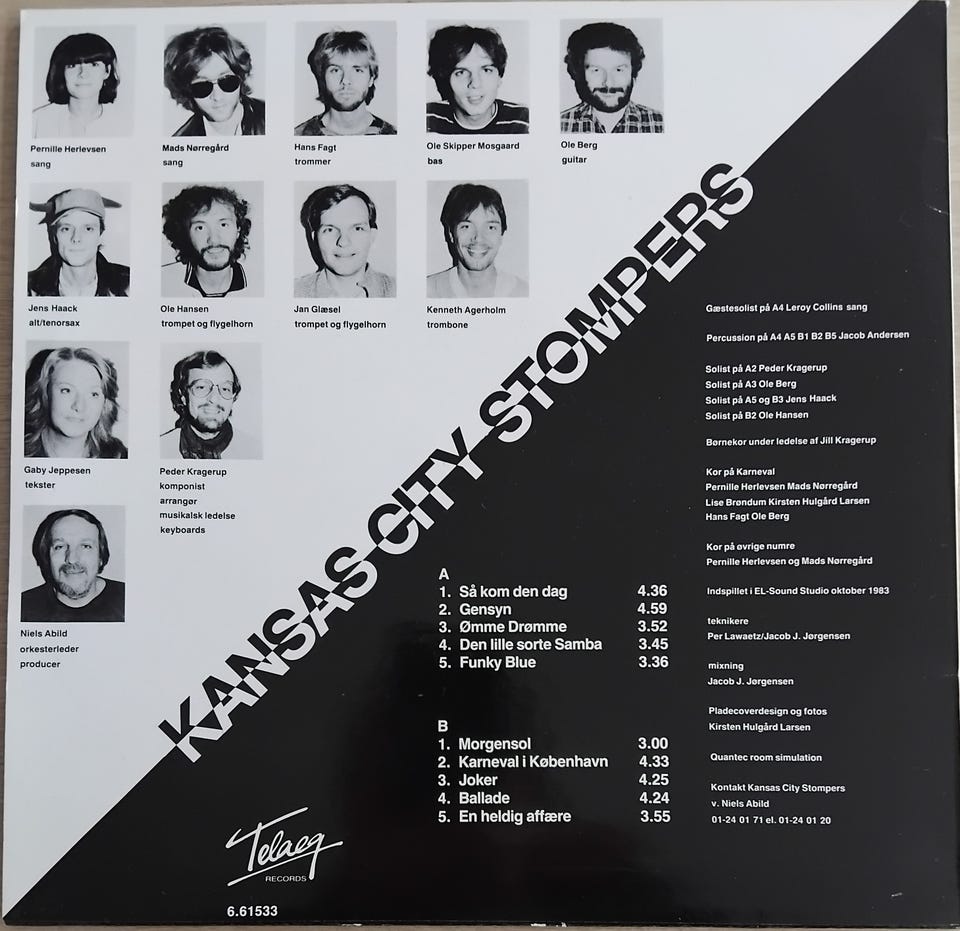 Pernille Herlevsen
sang
Mads Nørregård
sang
Hans Fagt
trommer
Ole Skipper Mosgaard
bas
Ole Berg
guitar
Jens Haack
alt/tenorsax
Ole Hansen
trompet og flygelhorn
Jan Glæsel
trompet og flygelhorn
Kenneth Agerholm
trombone
Gaby Jeppesen
tekster
Peder Kragerup
komponist
arrangør
musikalsk ledelse
keyboards
Niels Abild
orkesterleder
producer
KANSAS CITY STOMPERS
A
1. Så kom den dag 4.36
2. Gensyn 4.59
3. Ømme Drømme 3.52
4. Den lille sorte Samba 3.45
5. Funky Blue 3.36
B
1. Morgensol 3.00
2. Karneval i København 4.33
3. Joker 4.25
4. Ballade 4.24
5. En heldig affære 3.55
Gæstesolist på A4 Leroy Collins sang
Percussion på A4 A5 B1 B2 B5 Jacob Andersen
Solist på A2 Peder Kragerup
Solist på A3 Ole Berg
Solist på A5 og B3 Jens Haack
Solist på B2 Ole Hansen
Børnekor under ledelse af Jill Kragerup
Kor på Karneval
Pernille Herlevsen Mads Nørregård
Lise Brøndum Kirsten Hulgård Larsen
Hans Fagt Ole Berg
Kor på øvrige numre
Pernille Herlevsen og Mads Nørregård
Indspillet i EL-Sound Studio oktober 1983
teknikere
Per Lawaetz/Jacob J. Jørgensen
mixning
Jacob J. Jørgensen
Pladecoverdesign og fotos
Kirsten Hulgård Larsen
Quantec room simulation
Kontakt Kansas City Stompers
v. Niels Abild
01-24 01 71 el. 01-24 01 20
Telaeg
RECORDS
6.61533